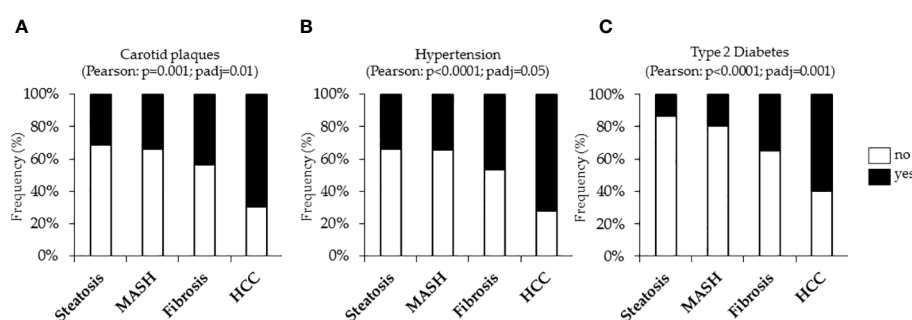 A
Carotid plaques
(Pearson: p=0.001; padj=0.01)
100%
80%
60%
40%
20%
0%
Frequency (%)
Steatosis
MASH
Fibrosis
HCC
B
Hypertension
(Pearson: p<0.0001; padj=0.05)
100%
80%
60%
40%
20%
0%
Frequency (%)
Steatosis
MASH
Fibrosis
HCC
C
Type 2 Diabetes
(Pearson: p<0.0001; padj=0.001)
100%
80%
60%
40%
20%
0%
Frequency (%)
Steatosis
MASH
Fibrosis
HCC
no
yes